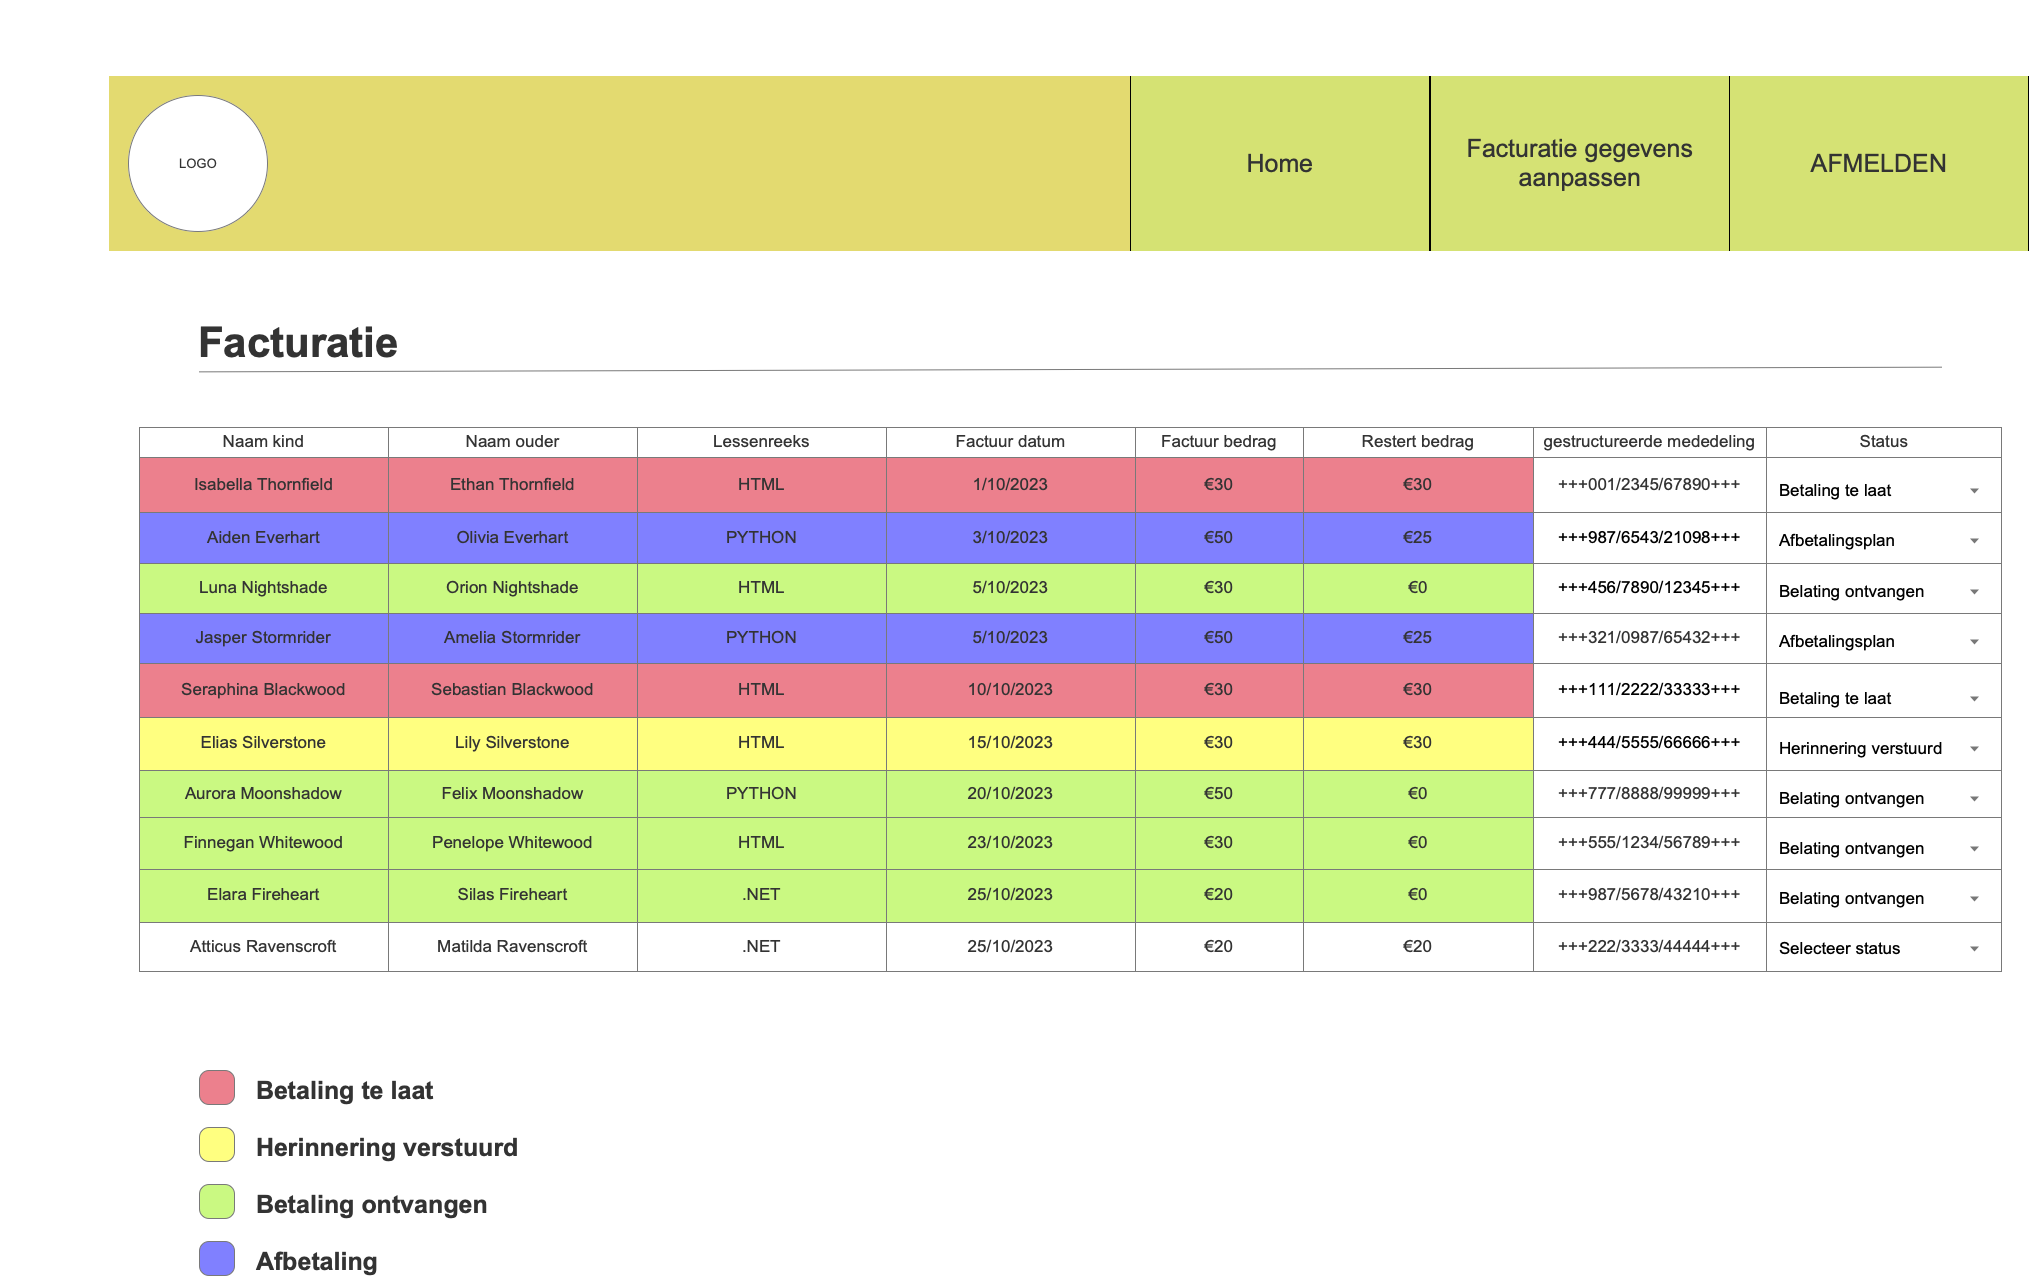 LOGO
Home
Facturatie gegevens
aanpassen
AFMELDEN
Facturatie
Naam kind Naam ouder Lessenreeks Factuur datum Factuur bedrag Restert bedrag gestructureerde mededeling Status
Isabella Thornfield Ethan Thornfield HTML 1/10/2023 €30 €30 +++001/2345/67890+++ Betaling te laat
Aiden Everhart Olivia Everhart PYTHON 3/10/2023 €50 €25 +++987/6543/21098+++ Afbetalingsplan
Luna Nightshade Orion Nightshade HTML 5/10/2023 €30 €0 +++456/7890/12345+++ Belating ontvangen
Jasper Stormrider Amelia Stormrider PYTHON 5/10/2023 €50 €25 +++321/0987/65432+++ Afbetalingsplan
Seraphina Blackwood Sebastian Blackwood HTML 10/10/2023 €30 €30 +++111/2222/33333+++ Betaling te laat
Elias Silverstone Lily Silverstone HTML 15/10/2023 €30 €30 +++444/5555/66666+++ Herinnering verstuurd
Aurora Moonshadow Felix Moonshadow PYTHON 20/10/2023 €50 €0 +++777/8888/99999+++ Belating ontvangen
Finnegan Whitewood Penelope Whitewood HTML 23/10/2023 €30 €0 +++555/1234/56789+++ Belating ontvangen
Elara Fireheart Silas Fireheart .NET 25/10/2023 €20 €0 +++987/5678/43210+++ Belating ontvangen
Atticus Ravenscroft Matilda Ravenscroft .NET 25/10/2023 €20 €20 +++222/3333/44444+++ Selecteer status
Betaling te laat
Herinnering verstuurd
Betaling ontvangen
Afbetaling